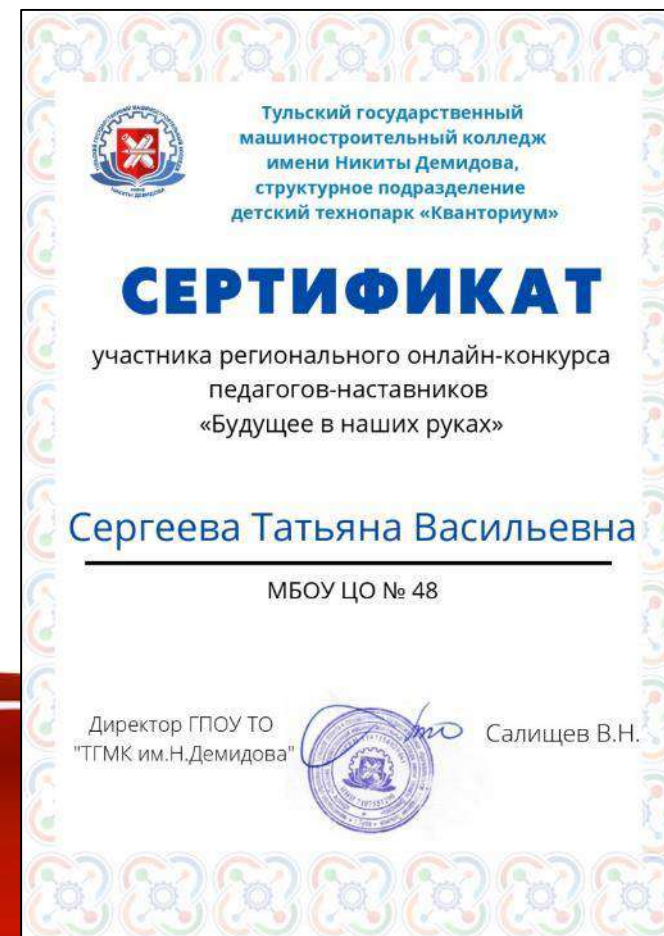 Тульский государственный
машиностроительный колледж
имени Никиты Демидова,
структурное подразделение
детский технопарк «Кванториум»
СЕРТИФИКАТ
участника регионального онлайн-конкурса
педагогов-наставников
«Будущее в наших руках»
Сергеева Татьяна Васильевна
МБОУ ЦО № 48
Директор ГПОУ ТО
"ТГМК им.Н.Демидова"
Салищев В.Н.